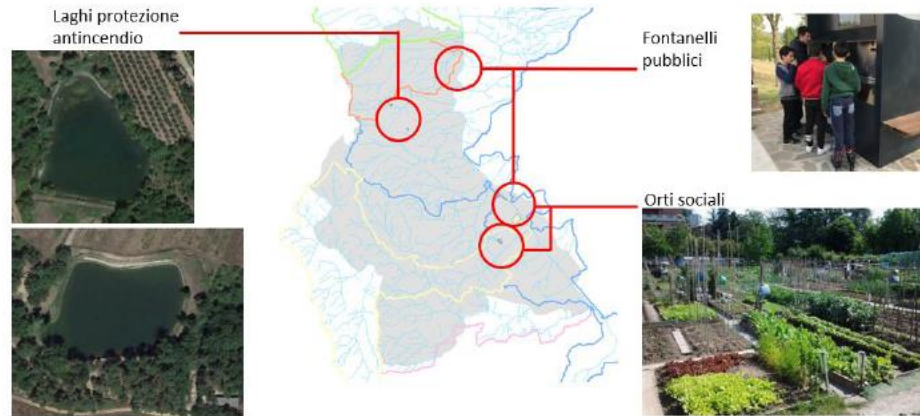 Laghi protezione
antincendio
Fontanelli
pubblici
Orti sociali